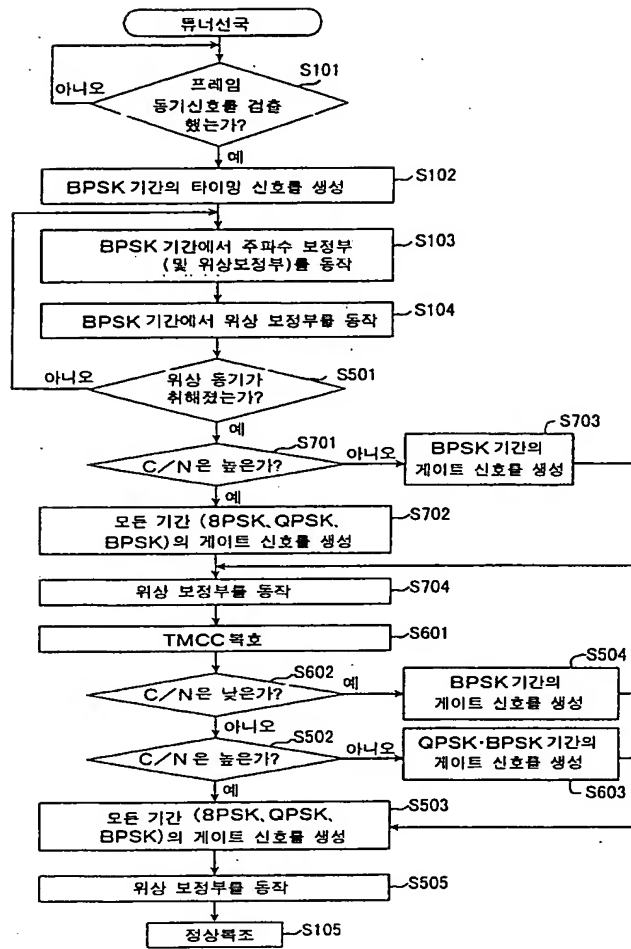 튜너선국
S101
아니오
프레임
동기신호를 검출
했는가?
예
BPSK 기간의 타이밍 신호를 생성
S102
BPSK 기간에서 주파수 보정부
(및 위상보정부)를 동작
S103
BPSK 기간에서 위상 보정부를 동작
S104
아니오
위상 동기가
취해졌는가?
S501
예
S701
C/N은 높은가?
아니오
S703
BPSK 기간의
게이트 신호를 생성
예
모든 기간 (8PSK、QPSK、
BPSK)의 게이트 신호를 생성
S702
위상 보정부를 동작
S704
TMCC 복호
S601
S602
C/N은 낮은가?
예
S504
BPSK 기간의
게이트 신호를 생성
아니오
S502
C/N은 높은가?
아니오
QPSK·BPSK 기간의
게이트 신호를 생성
S603
예
모든 기간 (8PSK、QPSK、
BPSK)의 게이트 신호를 생성
S503
위상 보정부를 동작
S505
정상복조
S105